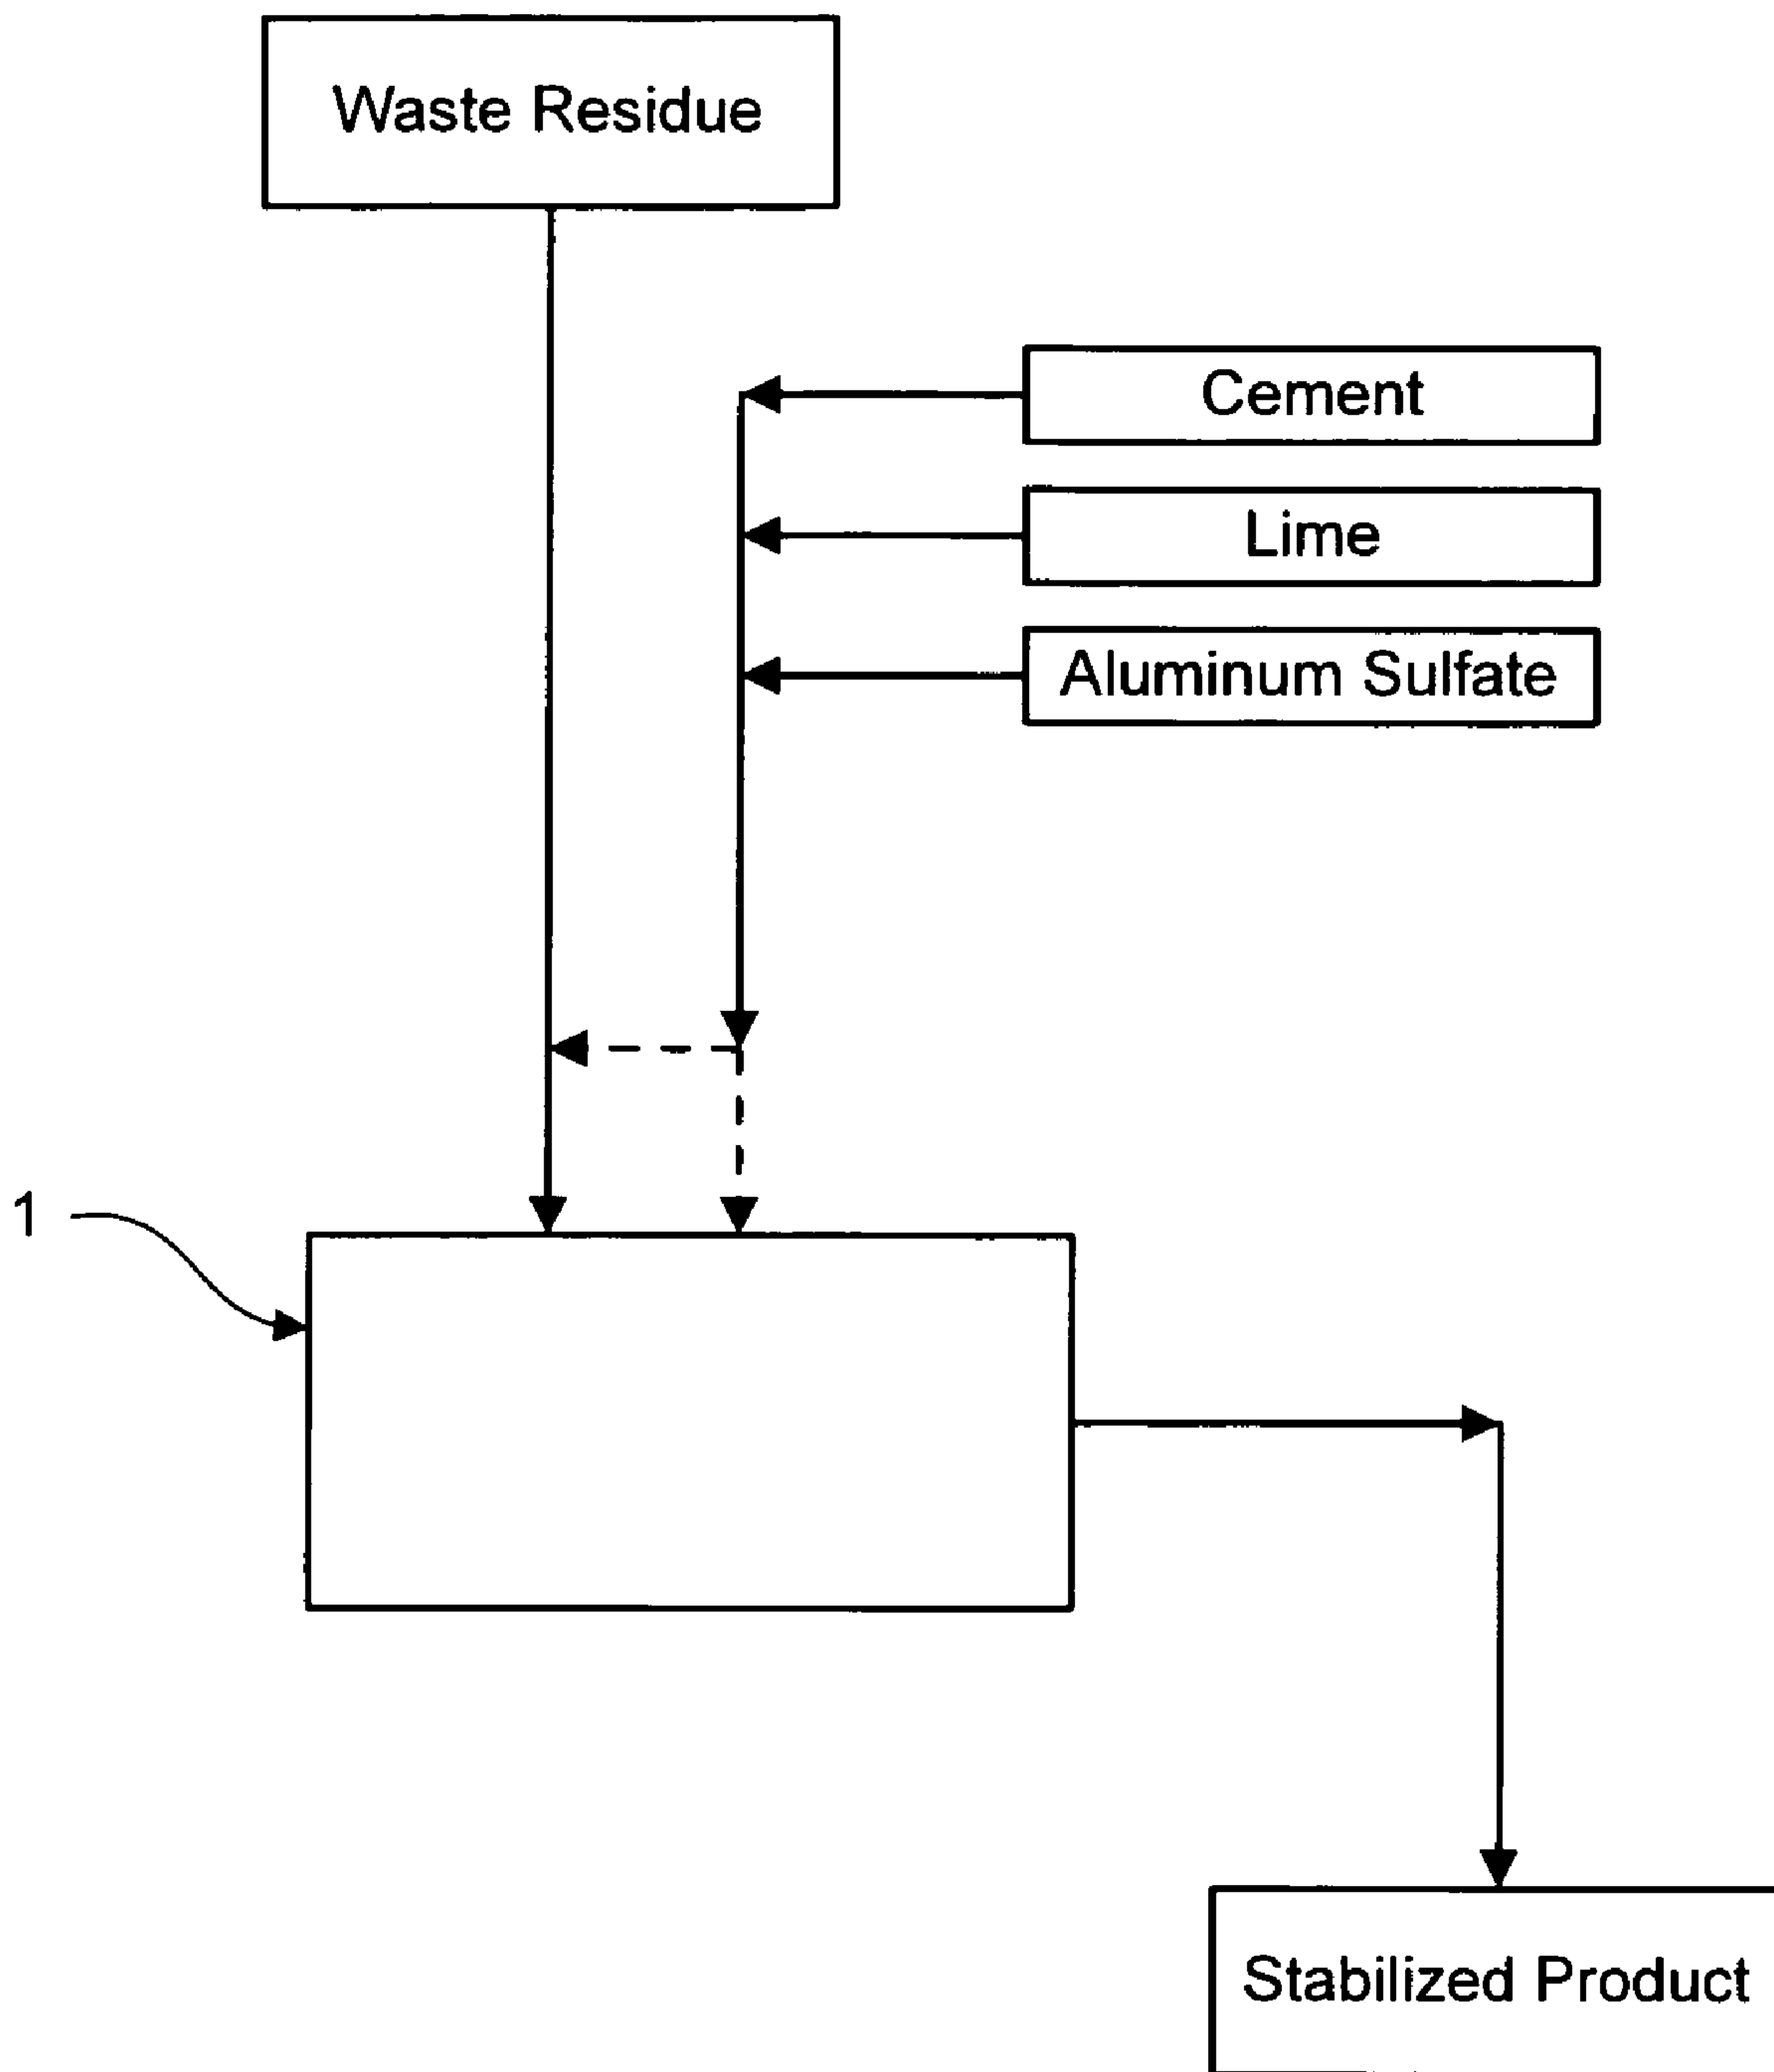 Waste Residue
Cement
Lime
Aluminum Sulfate
1
Stabilized Product